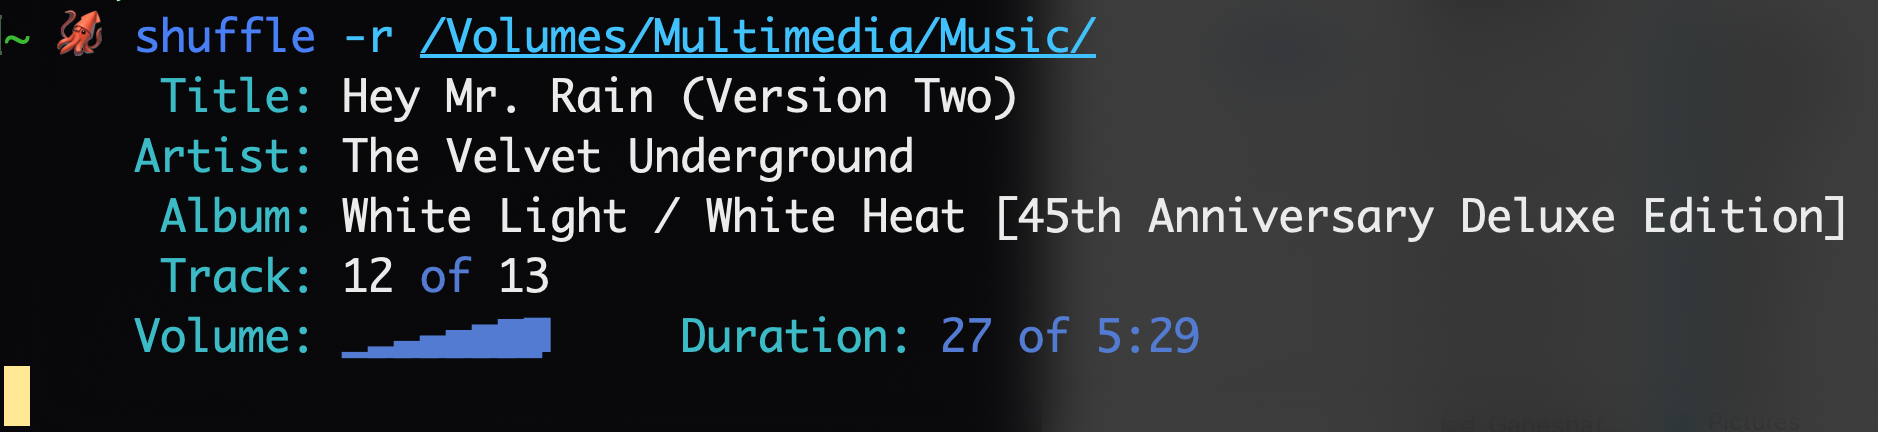 ~ 🦑 shuffle -r /Volumes/Multimedia/Music/
Title: Hey Mr. Rain (Version Two)
Artist: The Velvet Underground
Album: White Light / White Heat [45th Anniversary Deluxe Edition]
Track: 12 of 13
Volume: ▁▂▃▄▅▆▇█ Duration: 27 of 5:29
Pictures